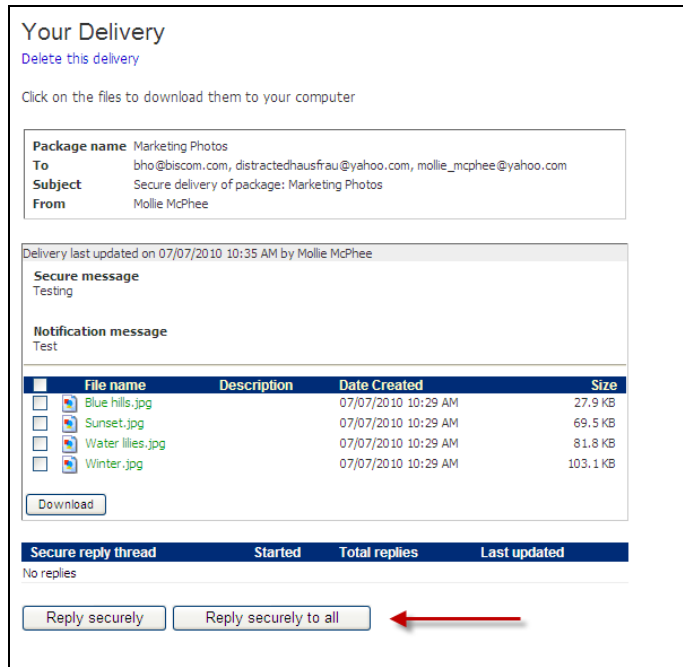 Your Delivery
Delete this delivery
Click on the files to download them to your computer
Package name Marketing Photos
To bho@biscom.com, distractedhausfrau@yahoo.com, mollie_mcphee@yahoo.com
Subject Secure delivery of package: Marketing Photos
From Mollie McPhee
Delivery last updated on 07/07/2010 10:35 AM by Mollie McPhee
Secure message
Testing
Notification message
Test
File name Description Date Created Size
Blue hills.jpg 07/07/2010 10:29 AM 27.9 KB
Sunset.jpg 07/07/2010 10:29 AM 69.5 KB
Water lilies.jpg 07/07/2010 10:29 AM 81.8 KB
Winter.jpg 07/07/2010 10:29 AM 103.1 KB
Download
Secure reply thread Started Total replies Last updated
No replies
Reply securely Reply securely to all